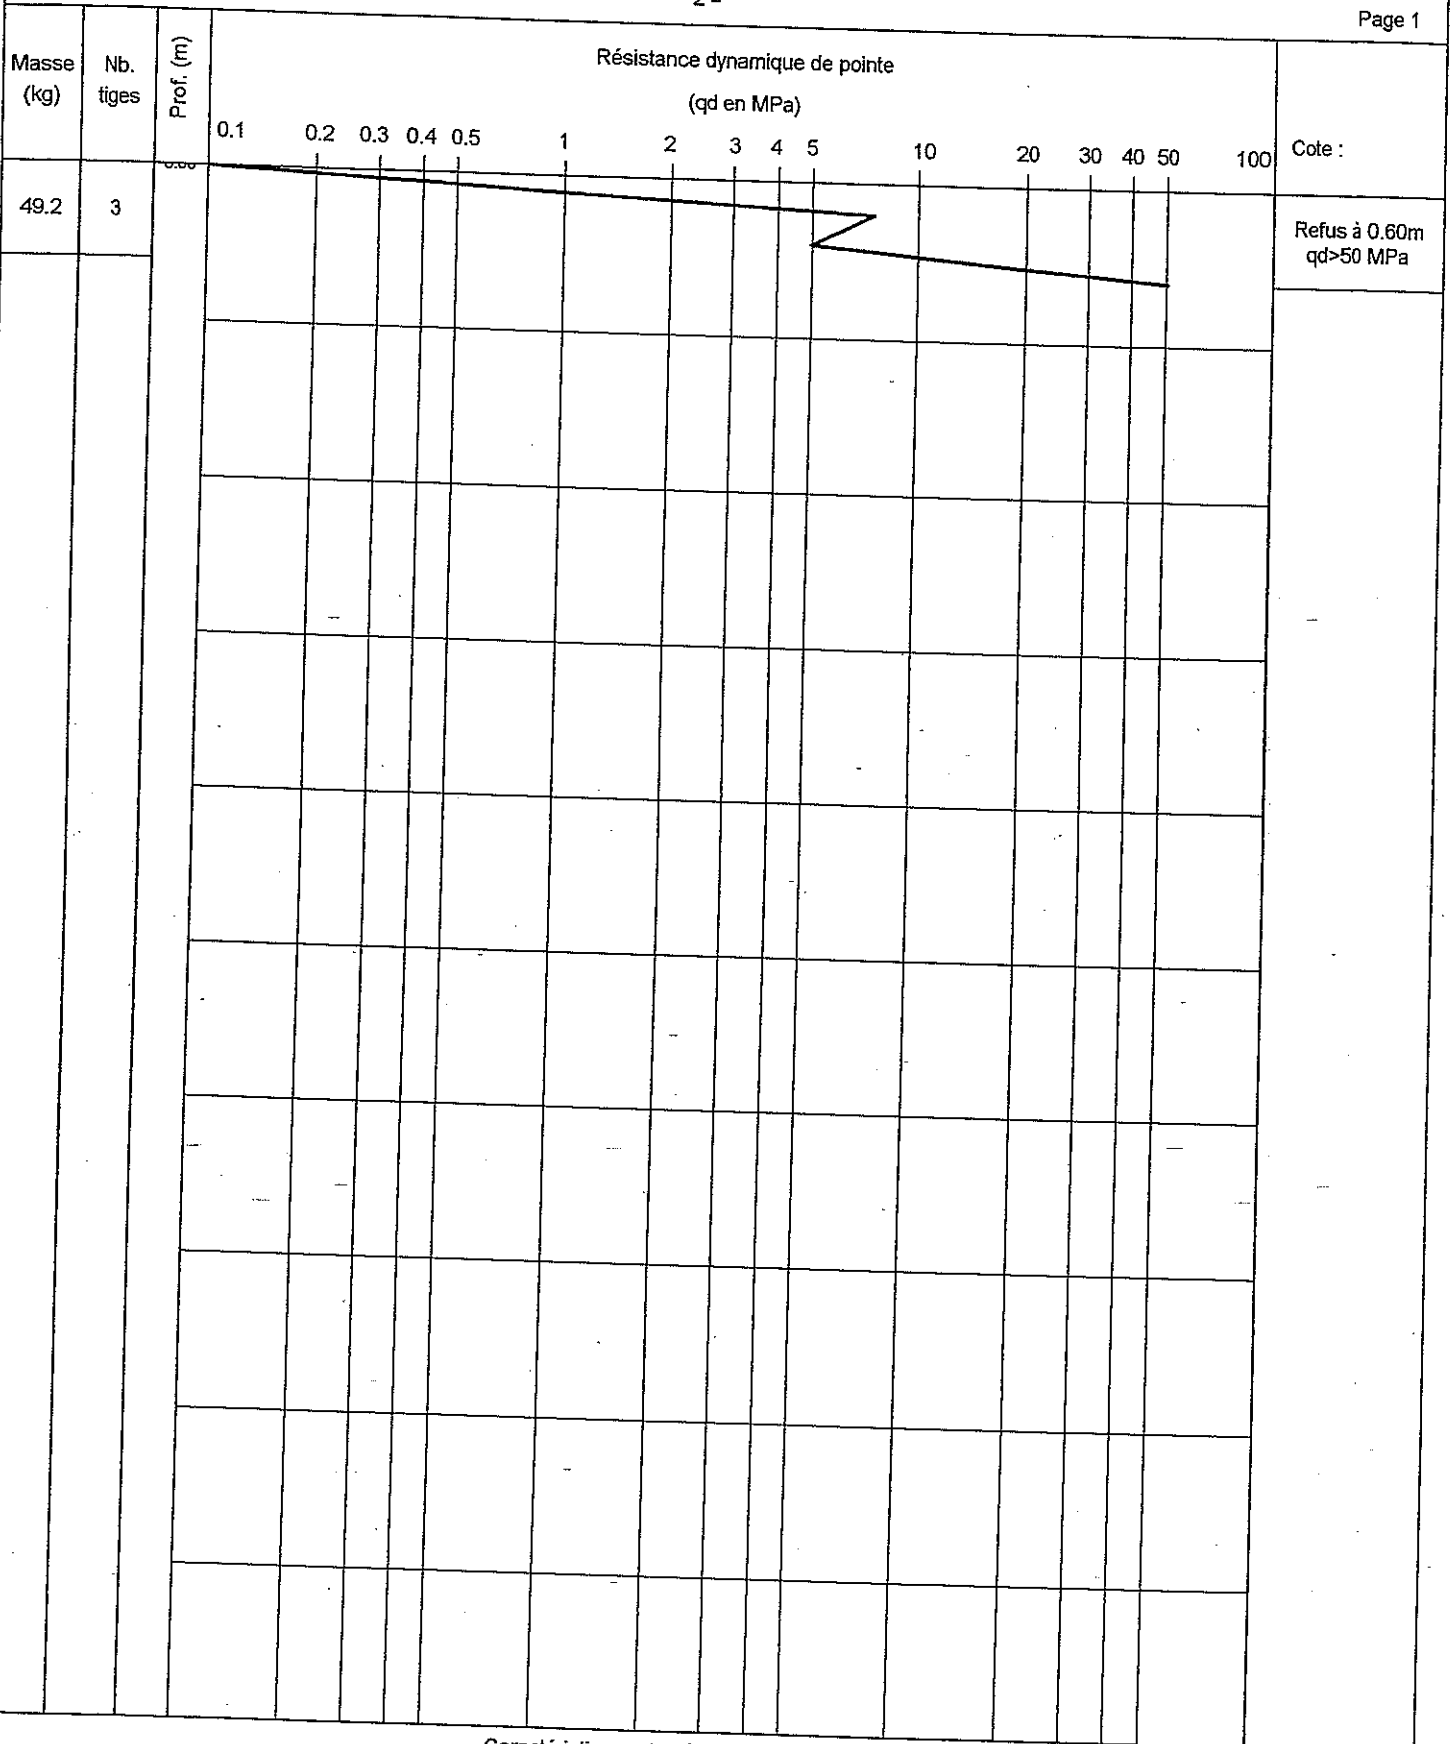 Page 1
Masse
(kg)
Nb.
tiges
Prof. (m)
Résistance dynamique de pointe
(qd en MPa)
0.1 0.2 0.3 0.4 0.5 1 2 3 4 5 10 20 30 40 50 100
Cote :
49.2
3
Refus à 0.60m
qd>50 MPa